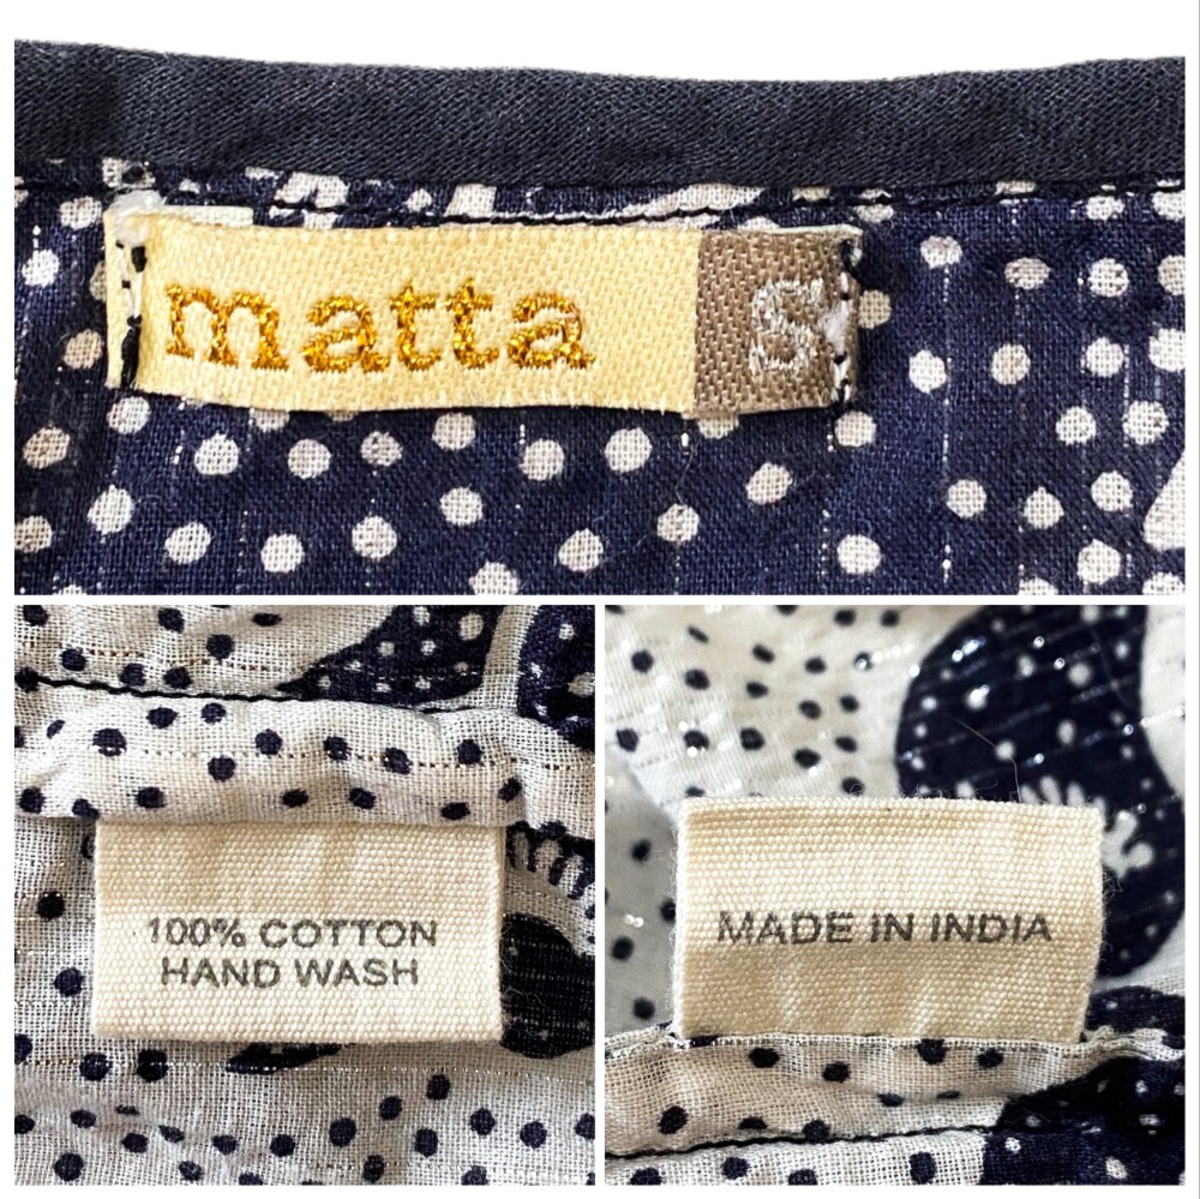 matta S
100% COTTON
HAND WASH
MADE IN INDIA